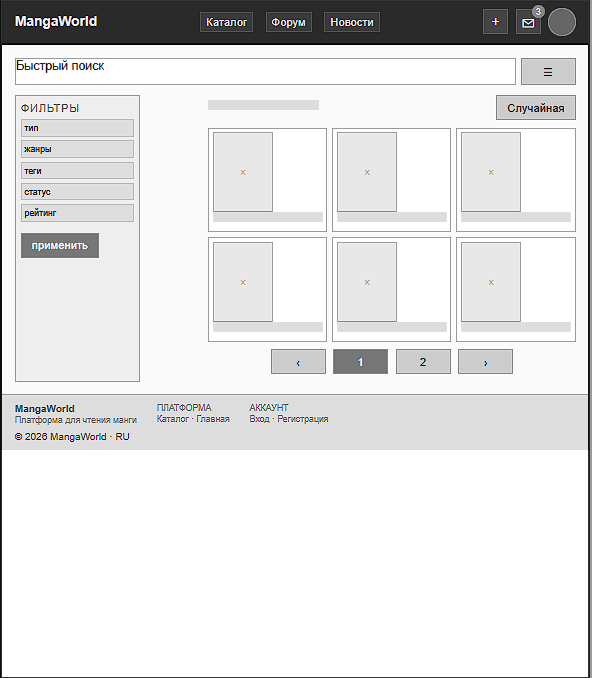 MangaWorld
Каталог
Форум
Новости
+
3
Быстрый поиск
☰
ФИЛЬТРЫ
тип
жанры
теги
статус
рейтинг
применить
Случайная
x
x
x
x
x
x
‹
1
2
›
MangaWorld
Платформа для чтения манги
© 2026 MangaWorld · RU
ПЛАТФОРМА
Каталог · Главная
АККАУНТ
Вход · Регистрация